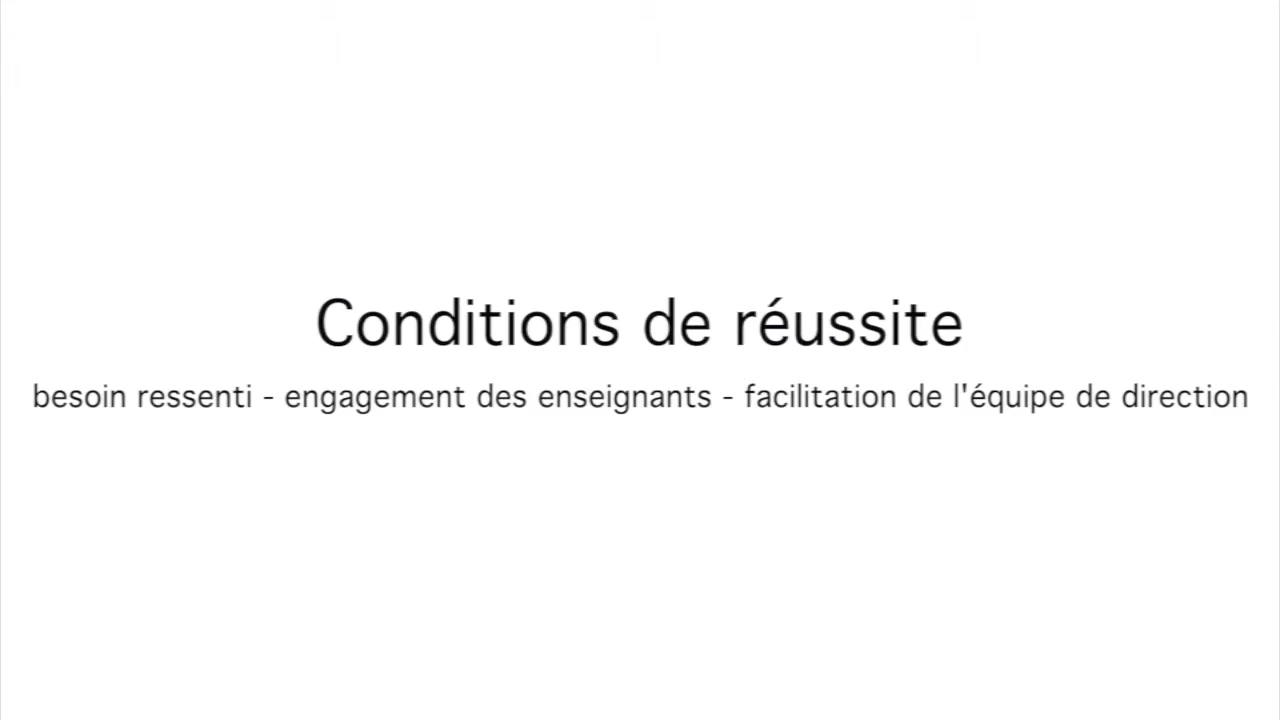 Conditions de réussite
besoin ressenti - engagement des enseignants - facilitation de l'équipe de direction